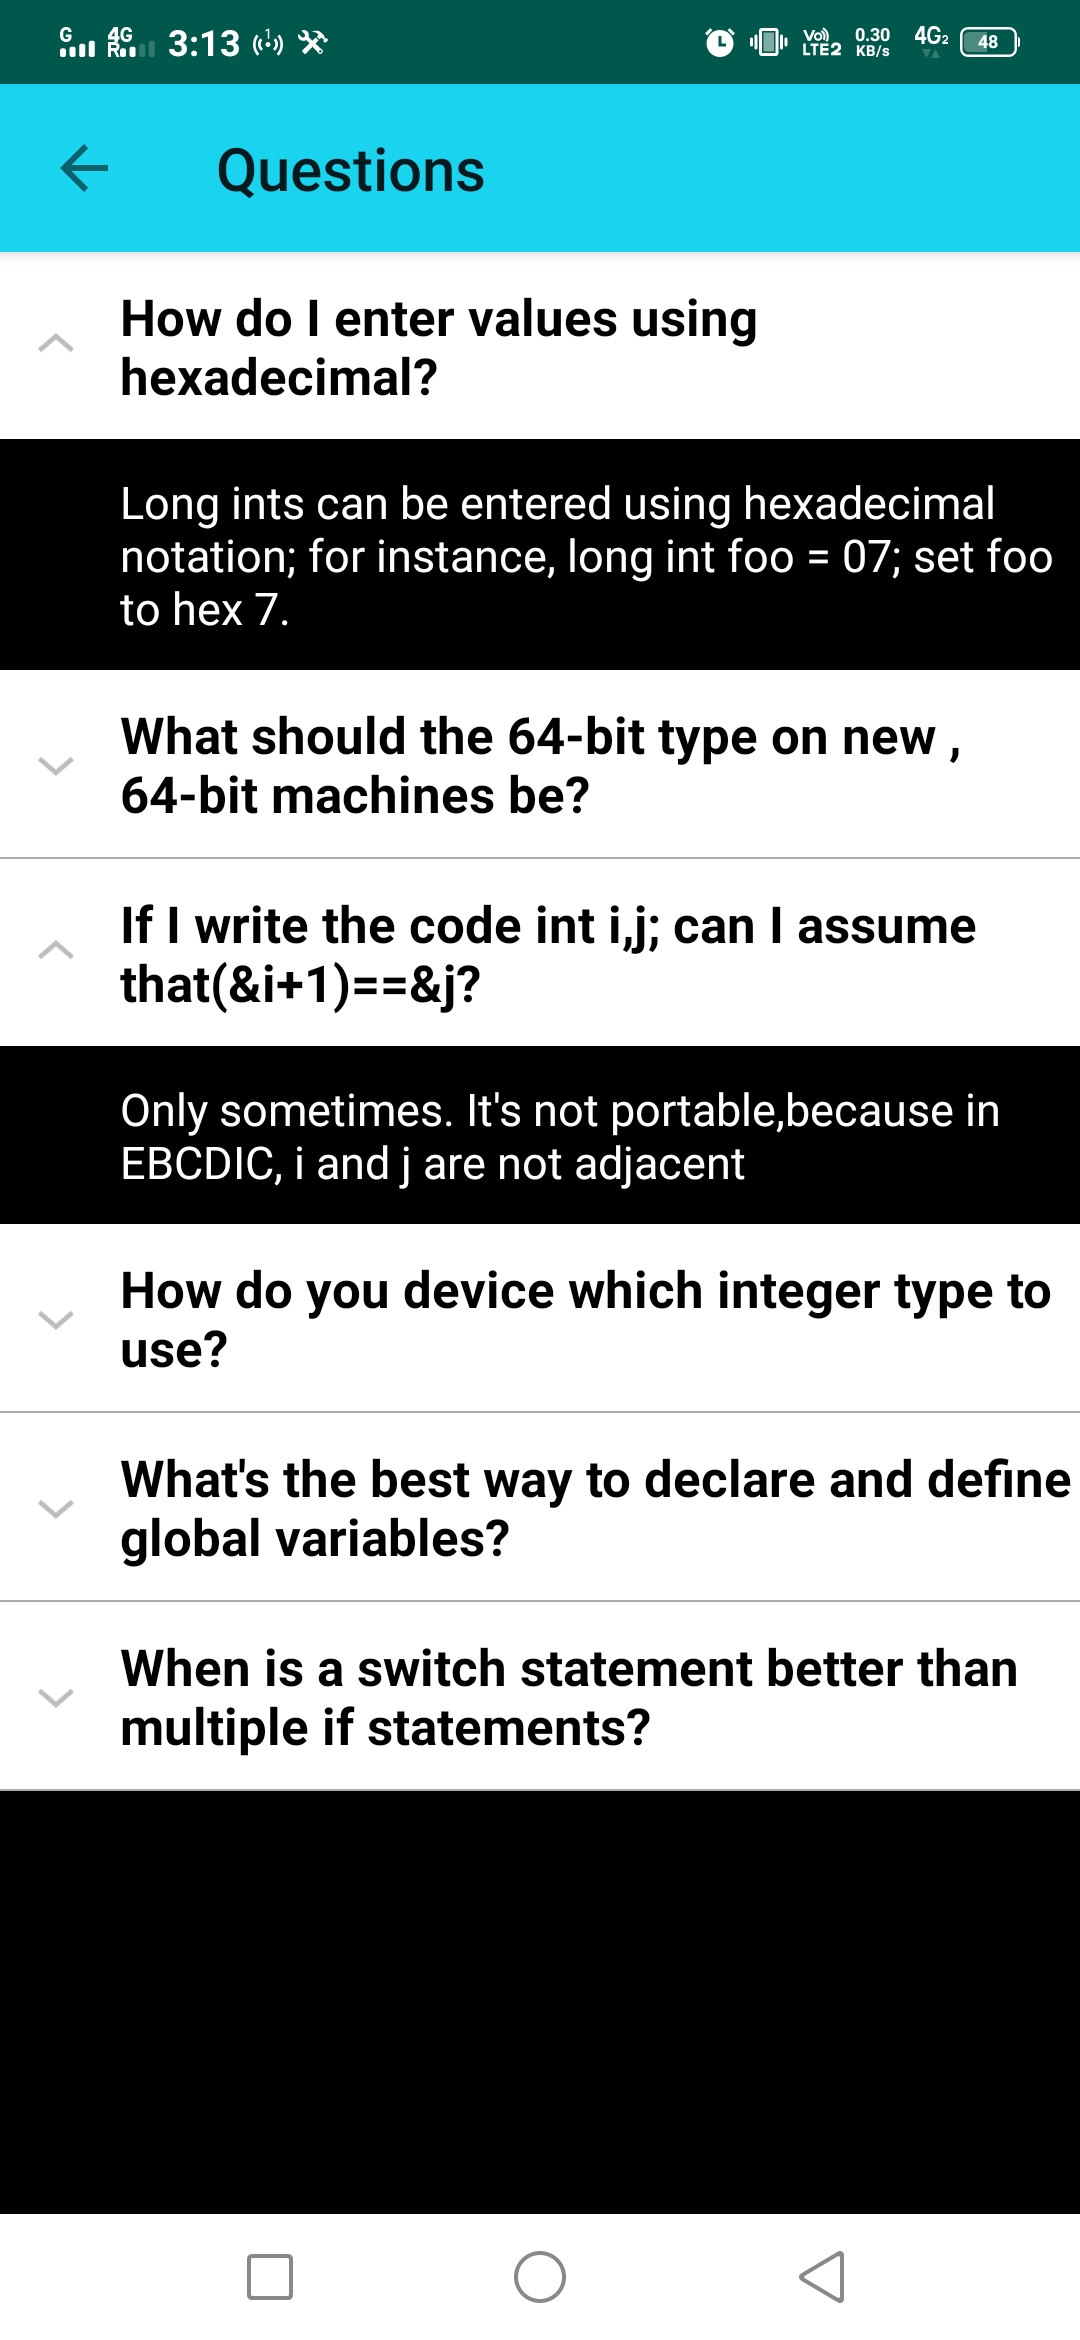 G 4G R 3:13 Vo) LTE2 0.30 KB/s 4G2 48
Questions
How do I enter values using
hexadecimal?
Long ints can be entered using hexadecimal
notation; for instance, long int foo = 07; set foo
to hex 7.
What should the 64-bit type on new ,
64-bit machines be?
If I write the code int i,j; can I assume
that(&i+1)==&j?
Only sometimes. It's not portable,because in
EBCDIC, i and j are not adjacent
How do you device which integer type to
use?
What's the best way to declare and define
global variables?
When is a switch statement better than
multiple if statements?